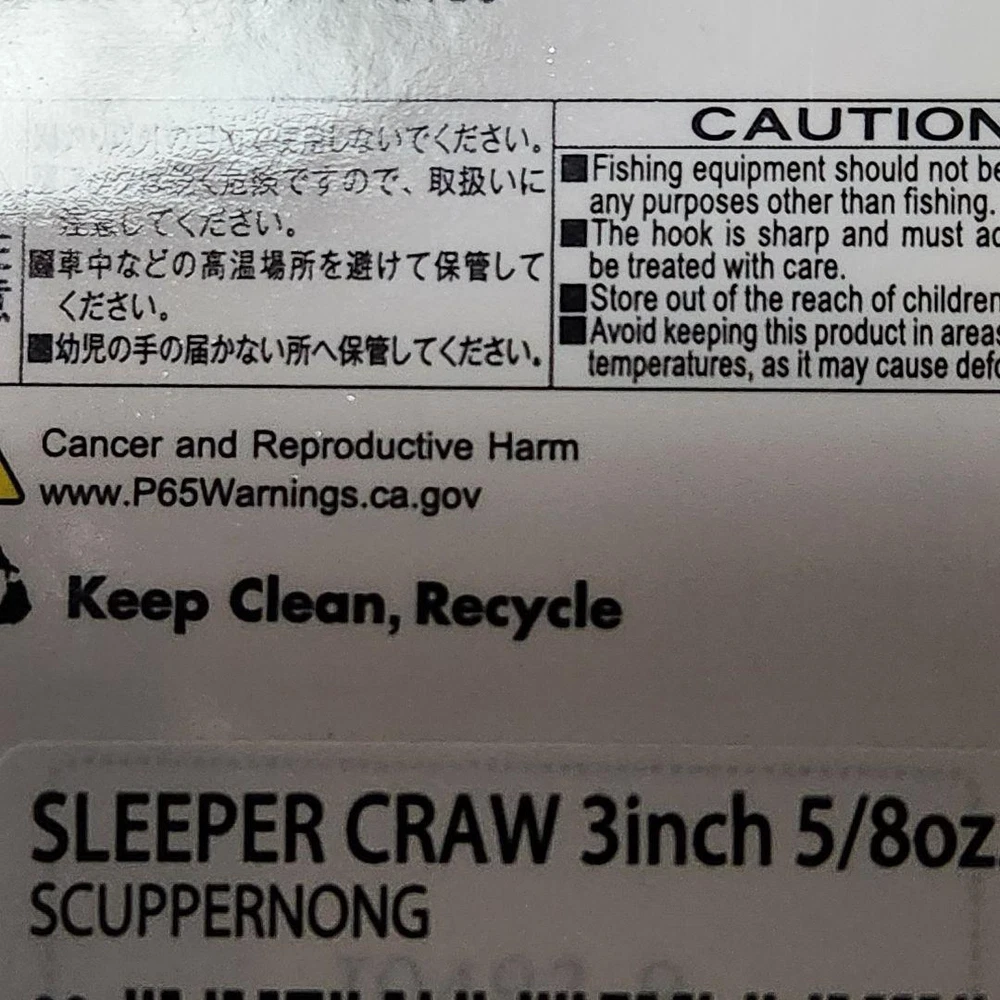 しないでください。
危険ですので、取扱いに
注意してください。
■車中などの高温場所を避けて保管して
ください。
■幼児の手の届かない所へ保管してください。
CAUTION
■Fishing equipment should not be
any purposes other than fishing.
■The hook is sharp and must
be treated with care.
■Store out of the reach of children
■Avoid keeping this product in areas
temperatures, as it may cause
Cancer and Reproductive Harm
www.P65Warnings.ca.gov
Keep Clean, Recycle
SLEEPER CRAW 3inch 5/8oz
SCUPPERNONG